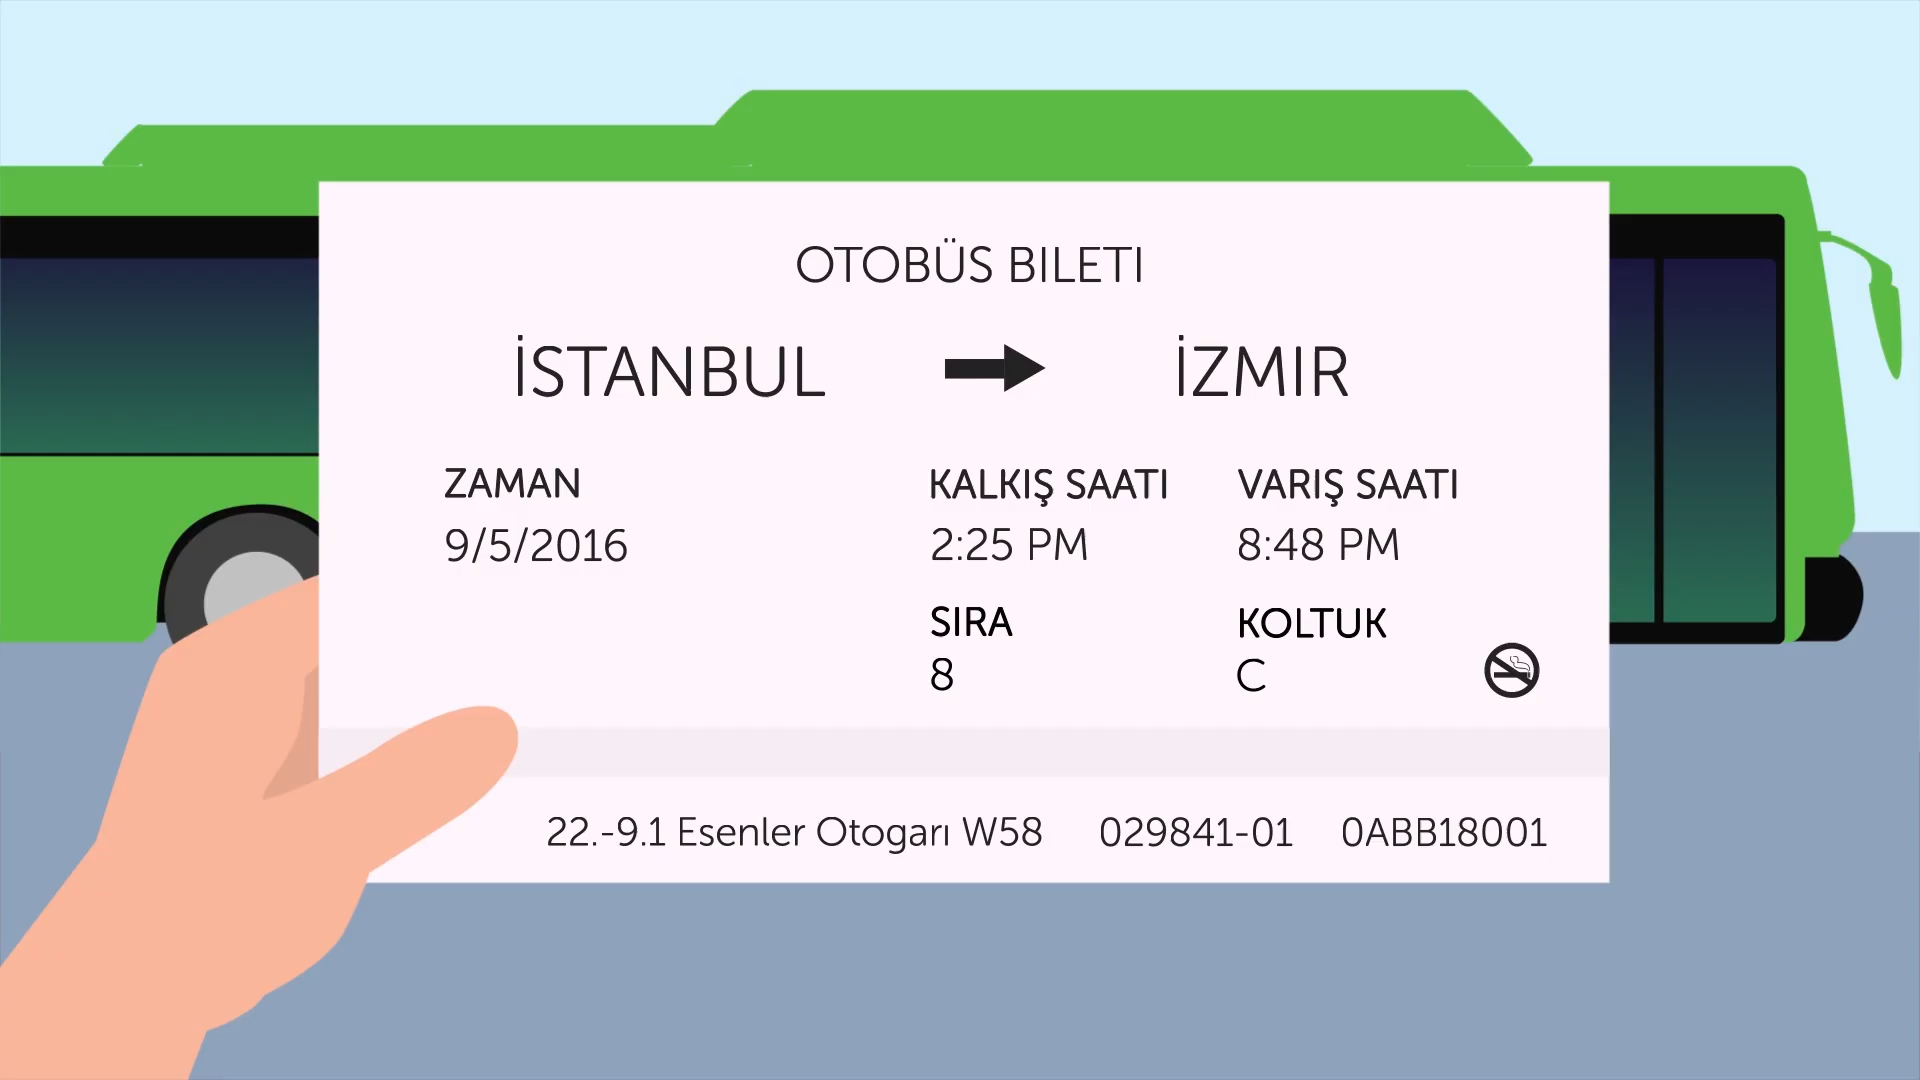 OTOBÜS BILETI
İSTANBUL İZMIR
ZAMAN KALKIŞ SAATI VARIŞ SAATI
9/5/2016 2:25 PM 8:48 PM
SIRA KOLTUK
8 C
22.-9.1 Esenler Otogarı W58 029841-01 0ABB18001